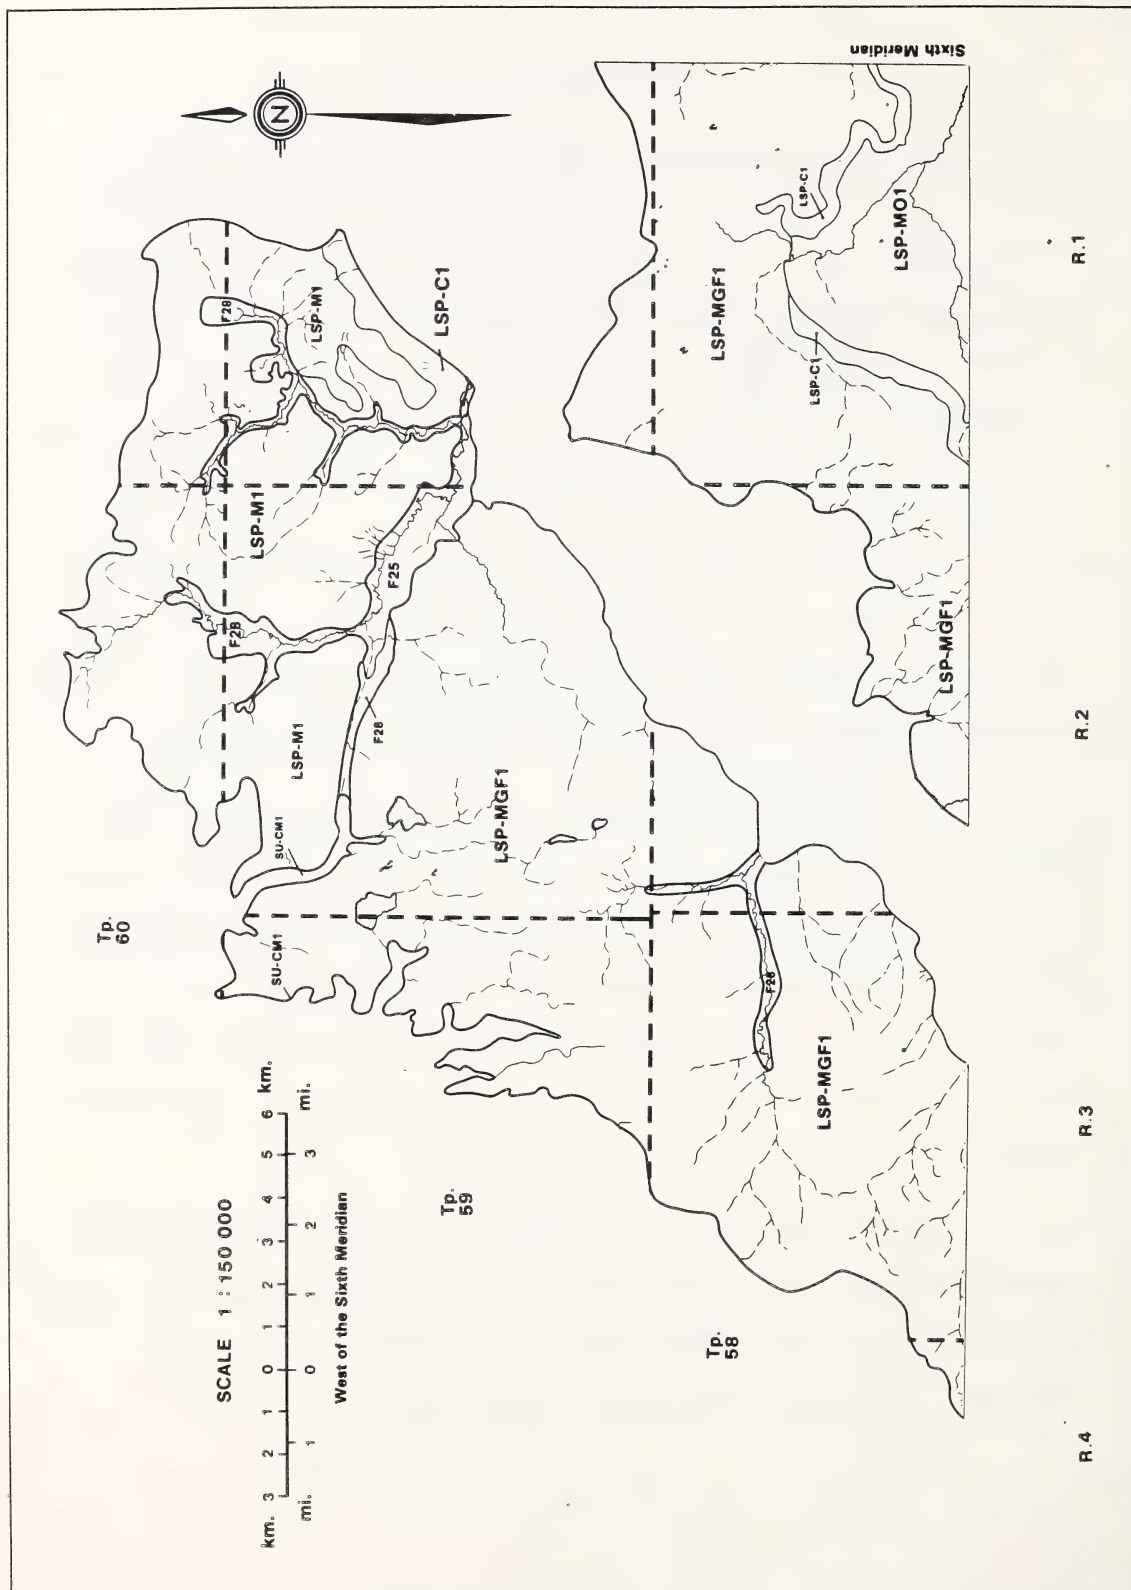 Sixth Meridian
N
Tp.
60
Tp.
59
Tp.
58
R.4
R.3
R.2
R.1
SCALE 1 : 150 000
km. 3 2 1 0 1 2 3 4 5 6 km.
mi. 1 0 1 2 3 mi.
West of the Sixth Meridian
SU-CM1
SU-CM1
LSP-M1
LSP-M1
LSP-M1
F28
F28
F28
F25
LSP-C1
LSP-MGF1
LSP-MGF1
F26
LSP-MGF1
LSP-MGF1
LSP-C1
LSP-C1
LSP-MO1